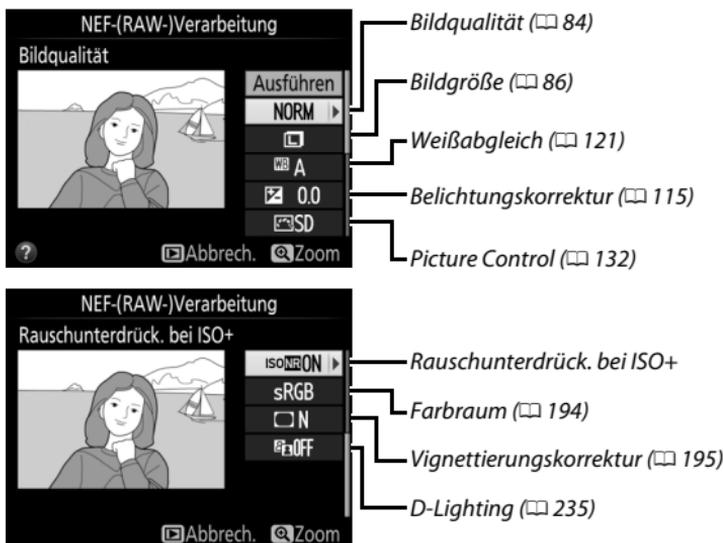 NEF-(RAW-)Verarbeitung
Bildqualität
Ausführen
NORM
L
WB A
0.0
SD
? Abbrech. Zoom
Bildqualität (84)
Bildgröße (86)
Weißabgleich (121)
Belichtungskorrektur (115)
Picture Control (132)
NEF-(RAW-)Verarbeitung
Rauschunterdrück. bei ISO+
ISO NR ON
sRGB
N
OFF
Abbrech. Zoom
Rauschunterdrück. bei ISO+
Farbraum (194)
Vignettierungskorrektur (195)
D-Lighting (235)